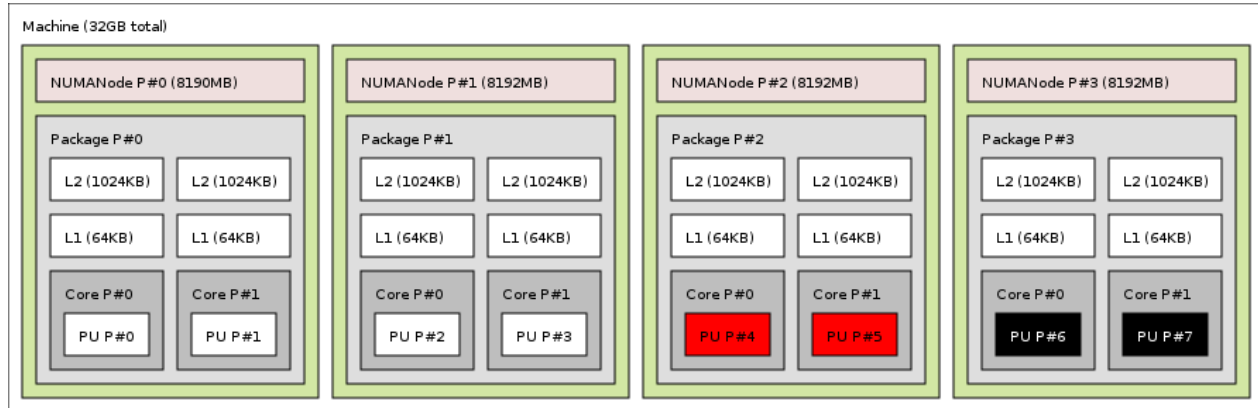 Machine (32GB total)
NUMANode P#0 (8190MB)
Package P#0
L2 (1024KB) L2 (1024KB)
L1 (64KB) L1 (64KB)
Core P#0 Core P#1
PU P#0 PU P#1
NUMANode P#1 (8192MB)
Package P#1
L2 (1024KB) L2 (1024KB)
L1 (64KB) L1 (64KB)
Core P#0 Core P#1
PU P#2 PU P#3
NUMANode P#2 (8192MB)
Package P#2
L2 (1024KB) L2 (1024KB)
L1 (64KB) L1 (64KB)
Core P#0 Core P#1
PU P#4 PU P#5
NUMANode P#3 (8192MB)
Package P#3
L2 (1024KB) L2 (1024KB)
L1 (64KB) L1 (64KB)
Core P#0 Core P#1
PU P#6 PU P#7